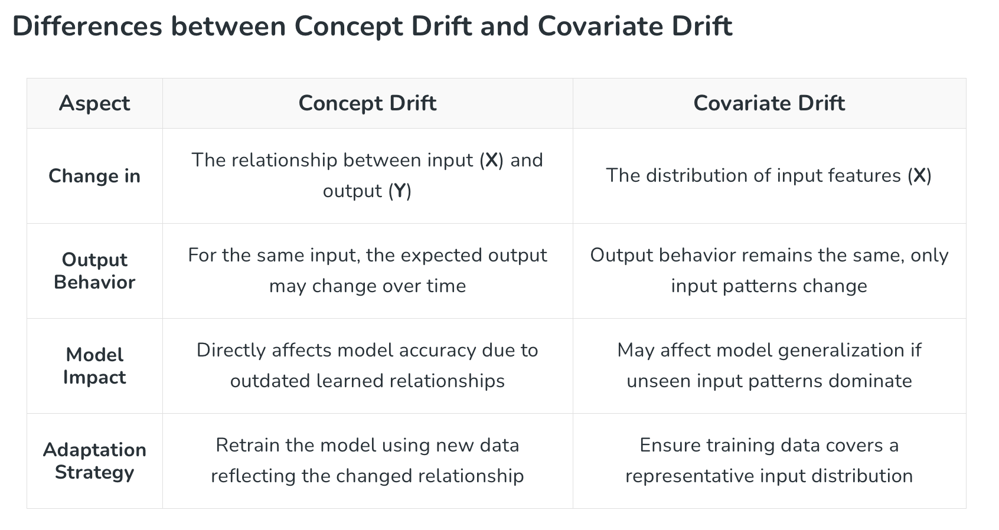 Differences between Concept Drift and Covariate Drift
Aspect
Concept Drift
Covariate Drift
Change in
The relationship between input (X) and
output (Y)
The distribution of input features (X)
Output
Behavior
For the same input, the expected output
may change over time
Output behavior remains the same, only
input patterns change
Model
Impact
Directly affects model accuracy due to
outdated learned relationships
May affect model generalization if
unseen input patterns dominate
Adaptation
Strategy
Retrain the model using new data
reflecting the changed relationship
Ensure training data covers a
representative input distribution